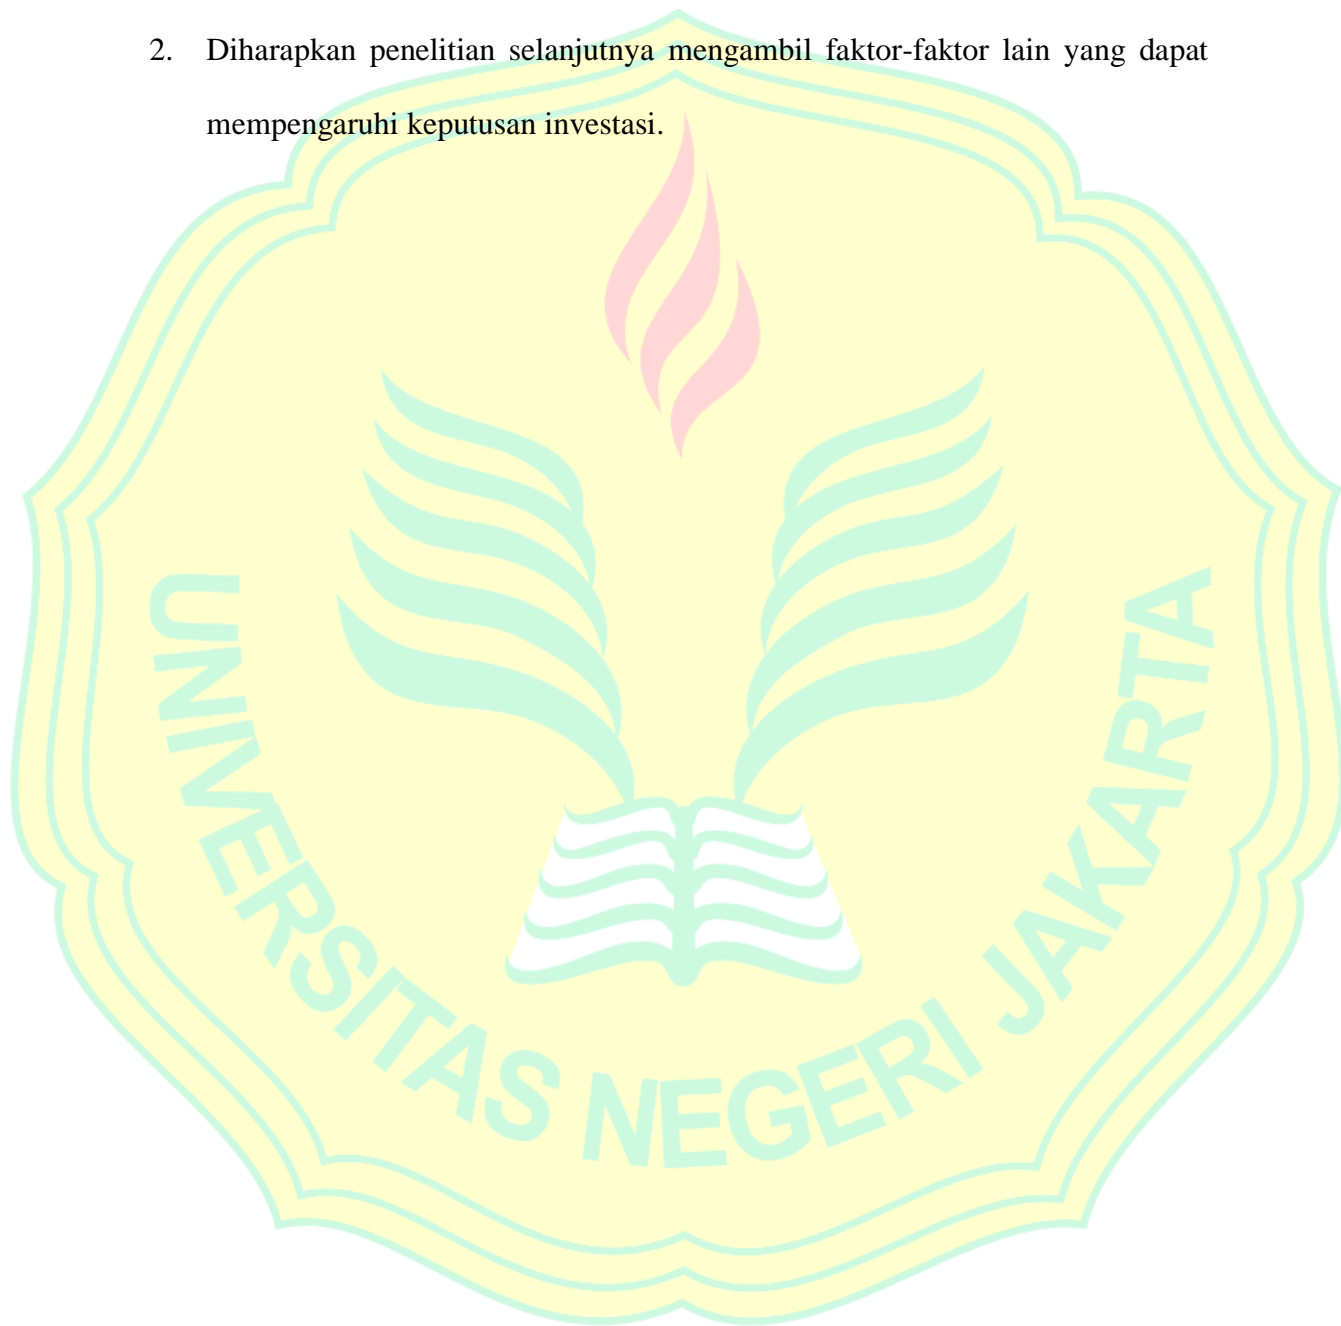 2. Diharapkan penelitian selanjutnya mengambil faktor-faktor lain yang dapat
mempengaruhi keputusan investasi.
UNIVERSITAS NEGERI JAKARTA